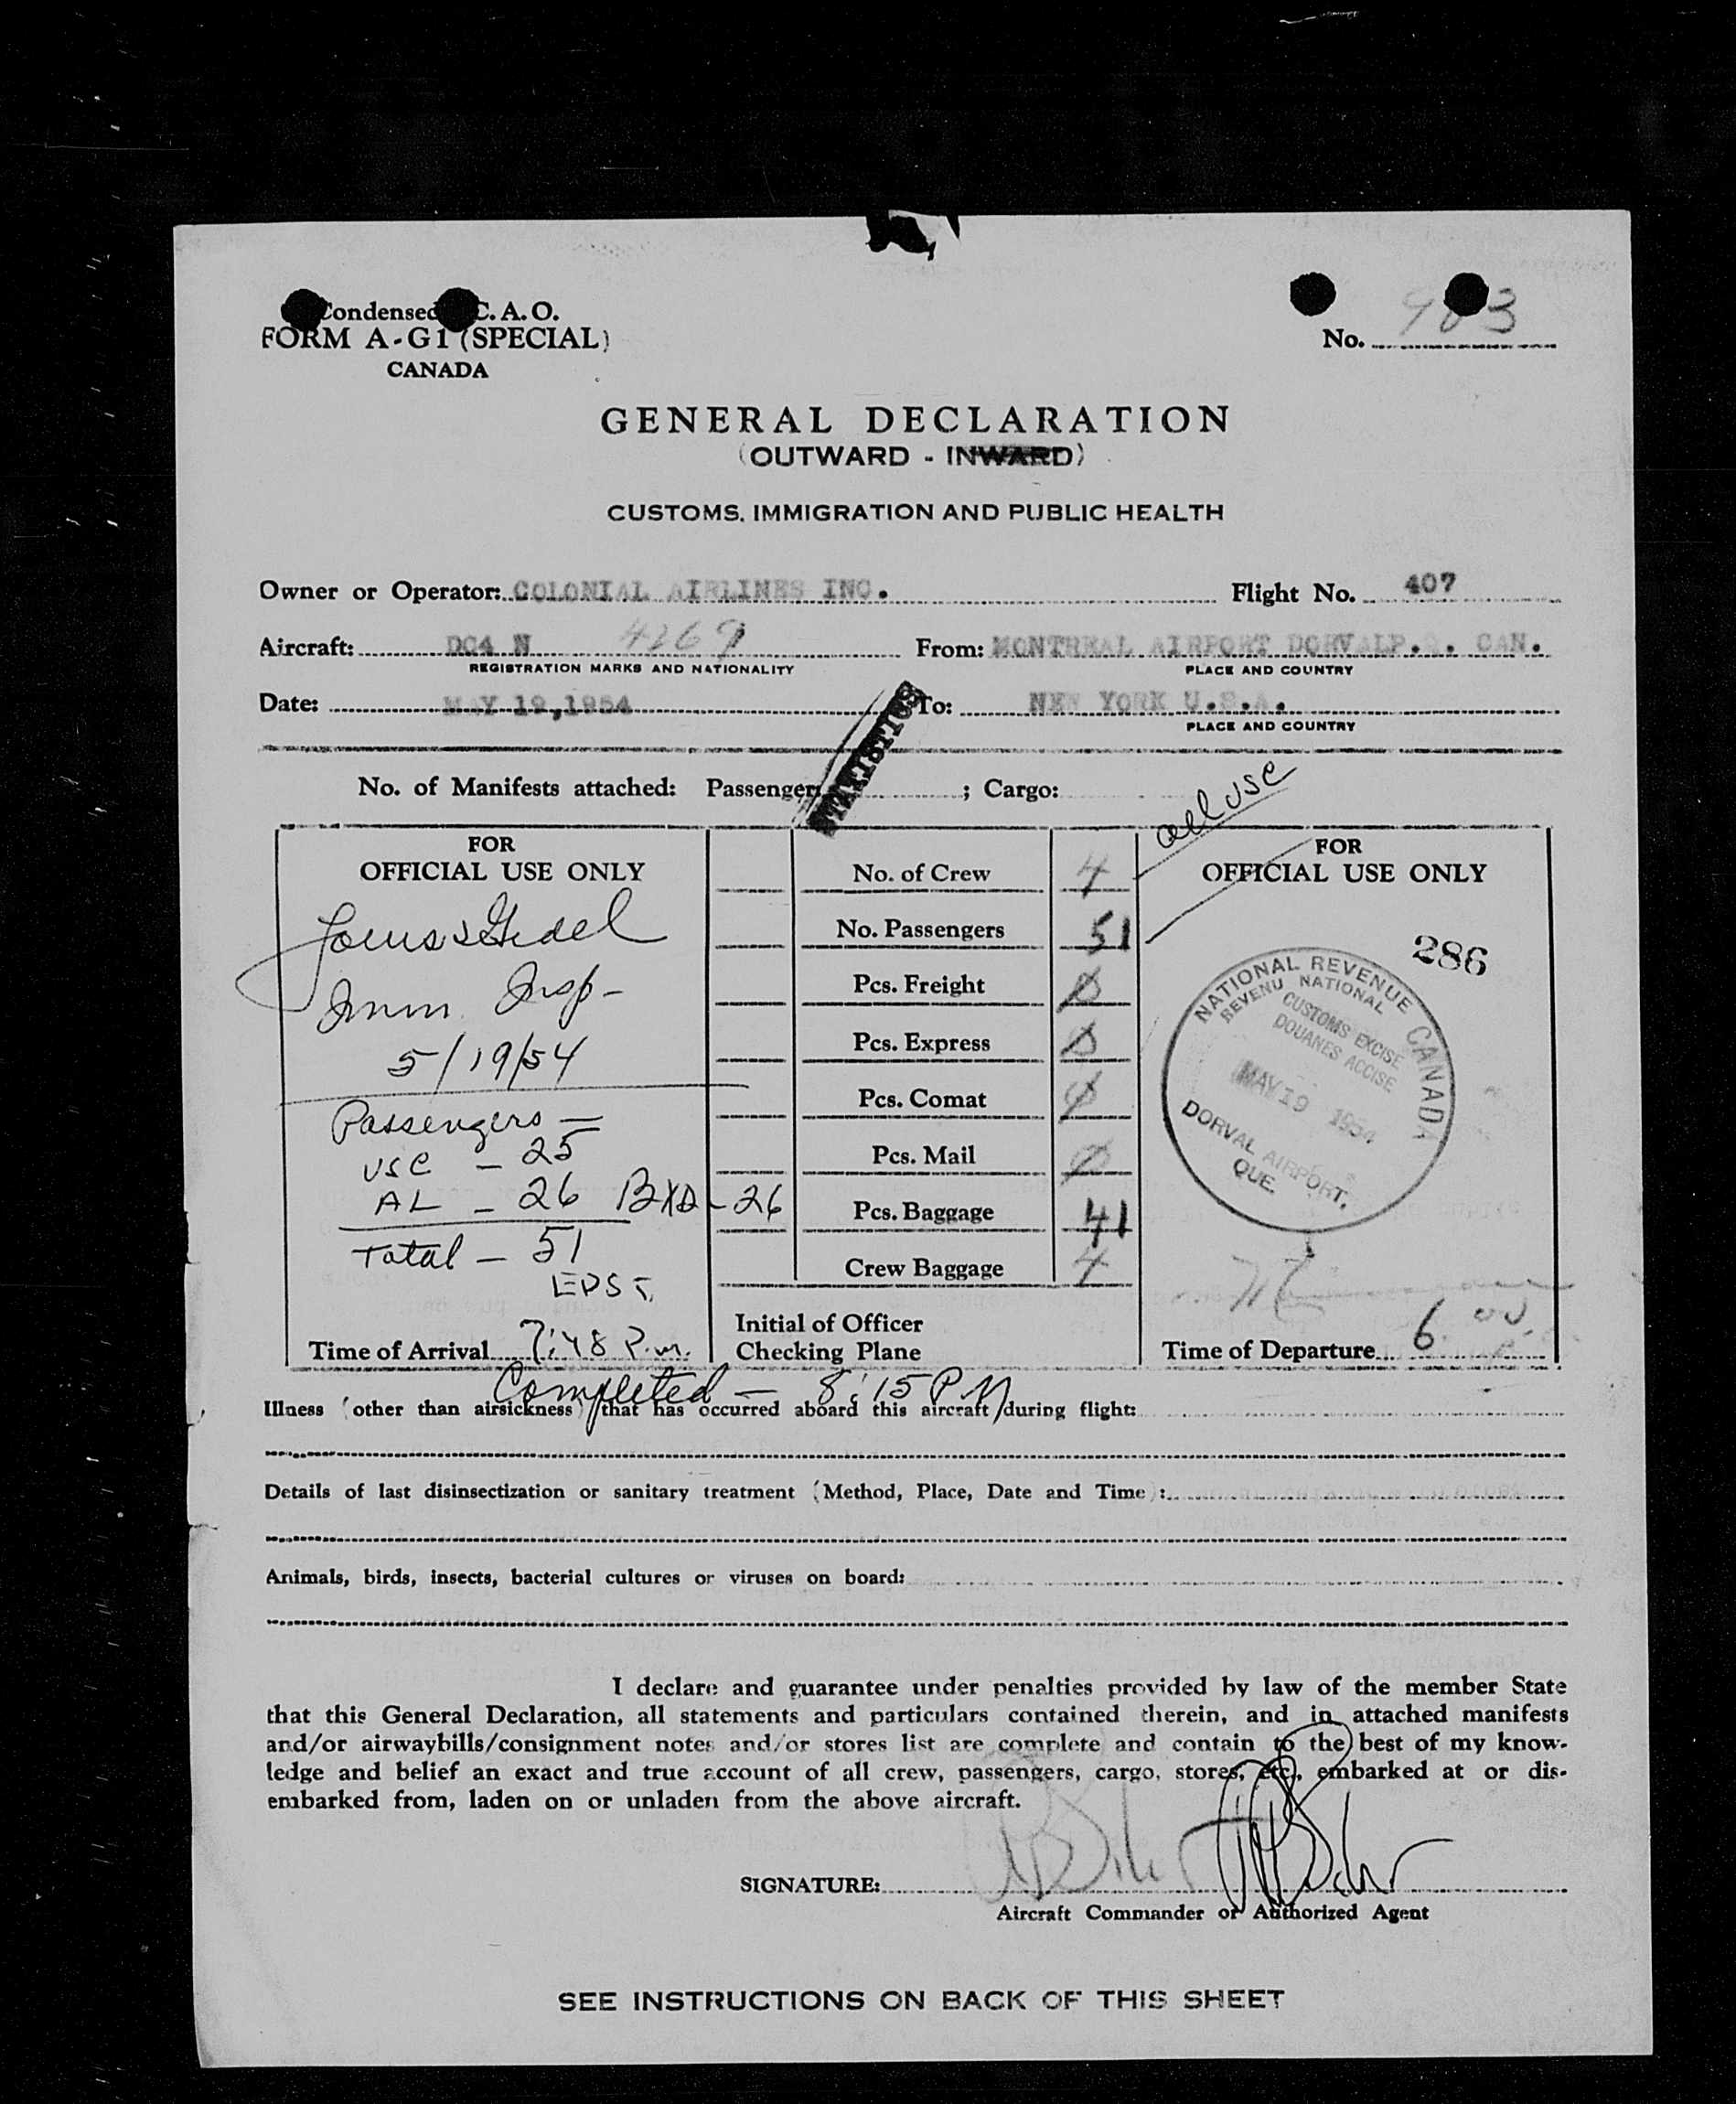 Condensed C. A. O.
FORM A-G1 (SPECIAL)
CANADA
No. 983
GENERAL DECLARATION
(OUTWARD - INWARD)
CUSTOMS, IMMIGRATION AND PUBLIC HEALTH
Owner or Operator: COLONIAL AIRLINES INC. Flight No. 407
Aircraft: DC4 N 4269 From: MONTREAL AIRPORT DORVAL P.Q. CAN.
REGISTRATION MARKS AND NATIONALITY PLACE AND COUNTRY
Date: MAY 19,1954 To: NEW YORK U.S.A.
PLACE AND COUNTRY
STATISTICS
No. of Manifests attached: Passenger: ; Cargo:
all USC
FOR
OFFICIAL USE ONLY
Imm. Insp-
5/19/54
Passengers —
USC - 25
AL - 26 BXD - 26
Total - 51
EDST.
Time of Arrival 7:48 P.m.
No. of Crew 4
No. Passengers 51
Pcs. Freight 0
Pcs. Express 0
Pcs. Comat 0
Pcs. Mail 0
Pcs. Baggage 41
Crew Baggage 4
Initial of Officer
Checking Plane
FOR
OFFICIAL USE ONLY
286
NATIONAL REVENUE CANADA
REVENU NATIONAL
CUSTOMS EXCISE
DOUANES ACCISE
MAY 19 1954
DORVAL AIRPORT,
QUE.
Time of Departure 6 00
Completed — 8:15 PM
Illness (other than airsickness) that has occurred aboard this aircraft during flight:
Details of last disinsectization or sanitary treatment (Method, Place, Date and Time):
Animals, birds, insects, bacterial cultures or viruses on board:
I declare and guarantee under penalties provided by law of the member State
that this General Declaration, all statements and particulars contained therein, and in attached manifests
and/or airwaybills/consignment notes and/or stores list are complete and contain to the best of my know-
ledge and belief an exact and true account of all crew, passengers, cargo, stores, etc., embarked at or dis-
embarked from, laden on or unladen from the above aircraft.
SIGNATURE:
Aircraft Commander or Authorized Agent
SEE INSTRUCTIONS ON BACK OF THIS SHEET